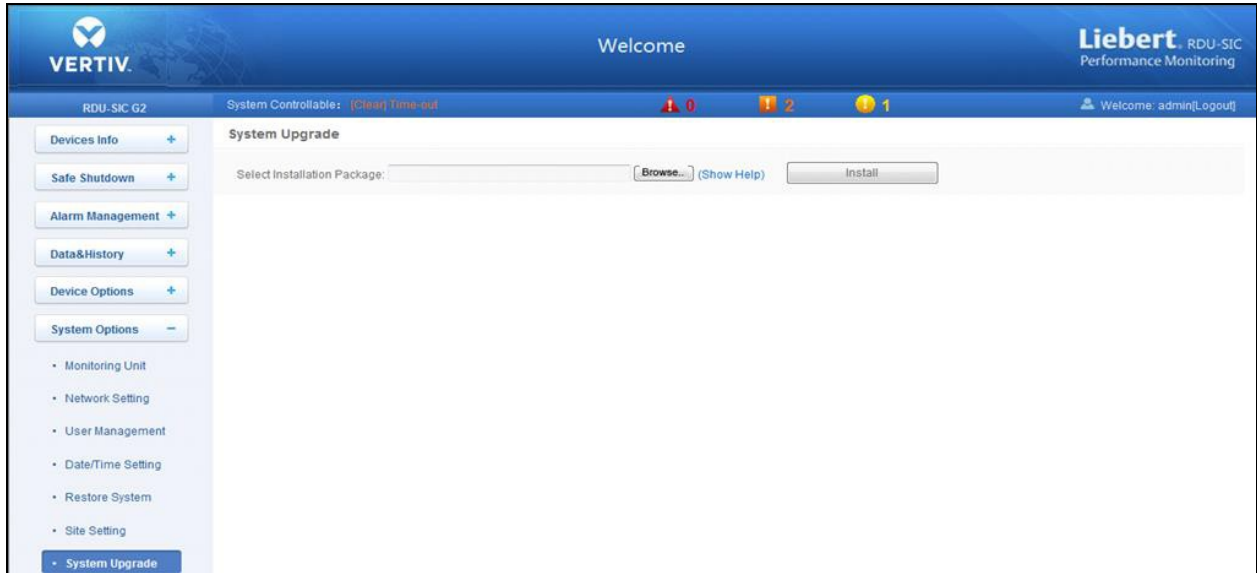 VERTIV.
Welcome
Liebert. RDU-SIC
Performance Monitoring
RDU-SIC G2
System Controllable: [Clear] Time-out
0
2
1
Welcome: admin[Logout]
Devices Info +
System Upgrade
Select Installation Package:
Browse..
(Show Help)
Install
Safe Shutdown +
Alarm Management +
Data&History +
Device Options +
System Options -
• Monitoring Unit
• Network Setting
• User Management
• Date/Time Setting
• Restore System
• Site Setting
• System Upgrade